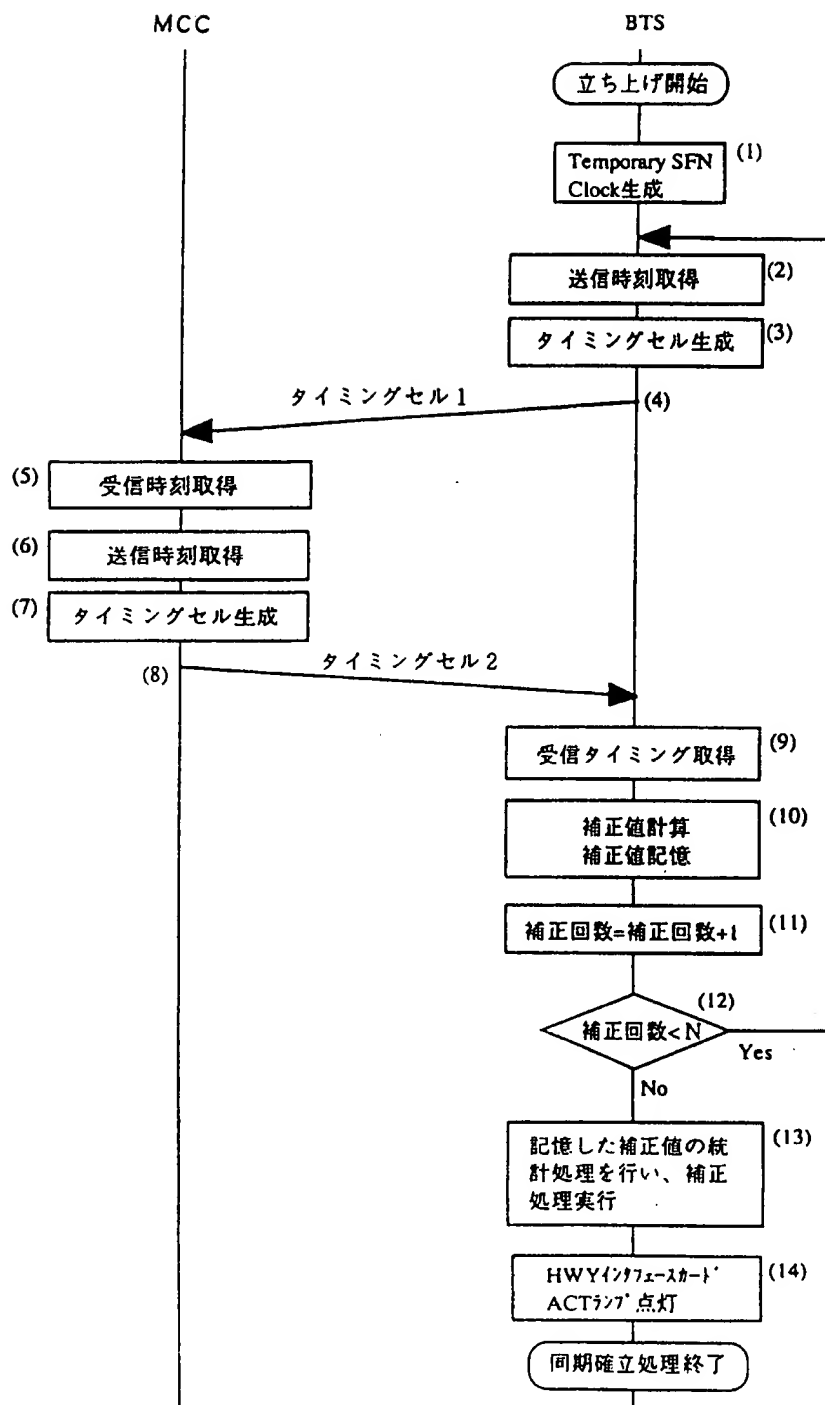 MCC
BTS
立ち上げ開始
(1)
Temporary SFN
Clock生成
(2)
送信時刻取得
(3)
タイミングセル生成
タイミングセル1
(4)
(5)
受信時刻取得
(6)
送信時刻取得
(7)
タイミングセル生成
(8)
タイミングセル2
(9)
受信タイミング取得
(10)
補正値計算
補正値記憶
(11)
補正回数=補正回数+1
(12)
補正回数<N
Yes
No
(13)
記憶した補正値の統
計処理を行い、補正
処理実行
(14)
HWYインタフェースカード
ACTランプ点灯
同期確立処理終了